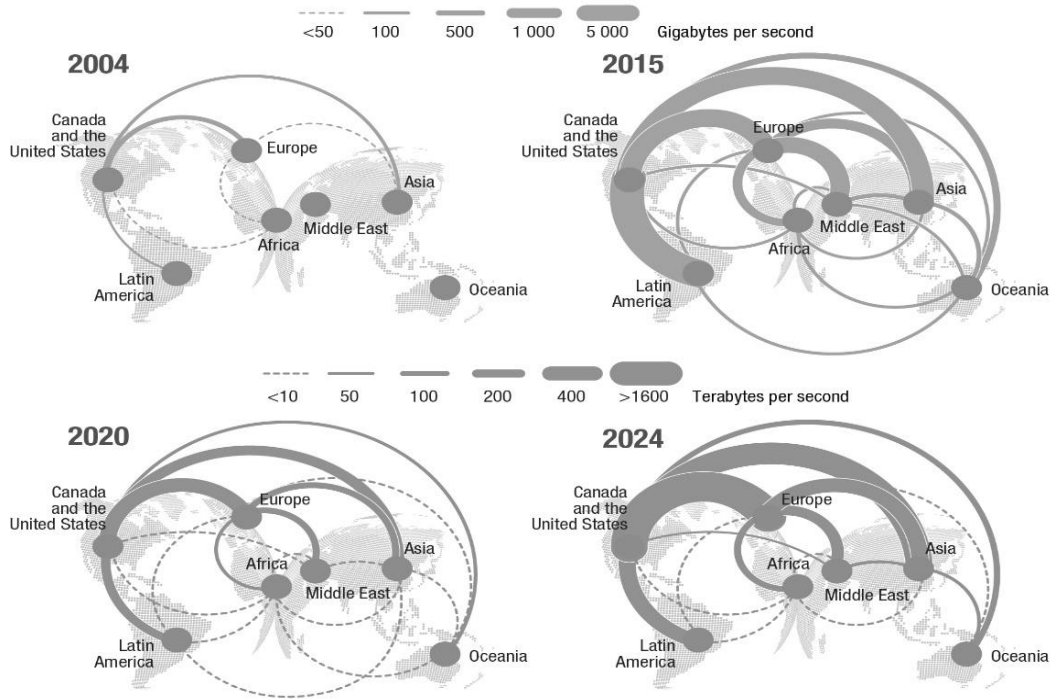 <50 100 500 1 000 5 000 Gigabytes per second
2004
Canada
and the
United States
Europe
Asia
Middle East
Africa
Latin
America
Oceania
2015
Canada
and the
United States
Europe
Asia
Middle East
Africa
Latin
America
Oceania
<10 50 100 200 400 >1600 Terabytes per second
2020
Canada
and the
United States
Europe
Africa
Asia
Middle East
Latin
America
Oceania
2024
Canada
and the
United States
Europe
Africa
Asia
Middle East
Latin
America
Oceania